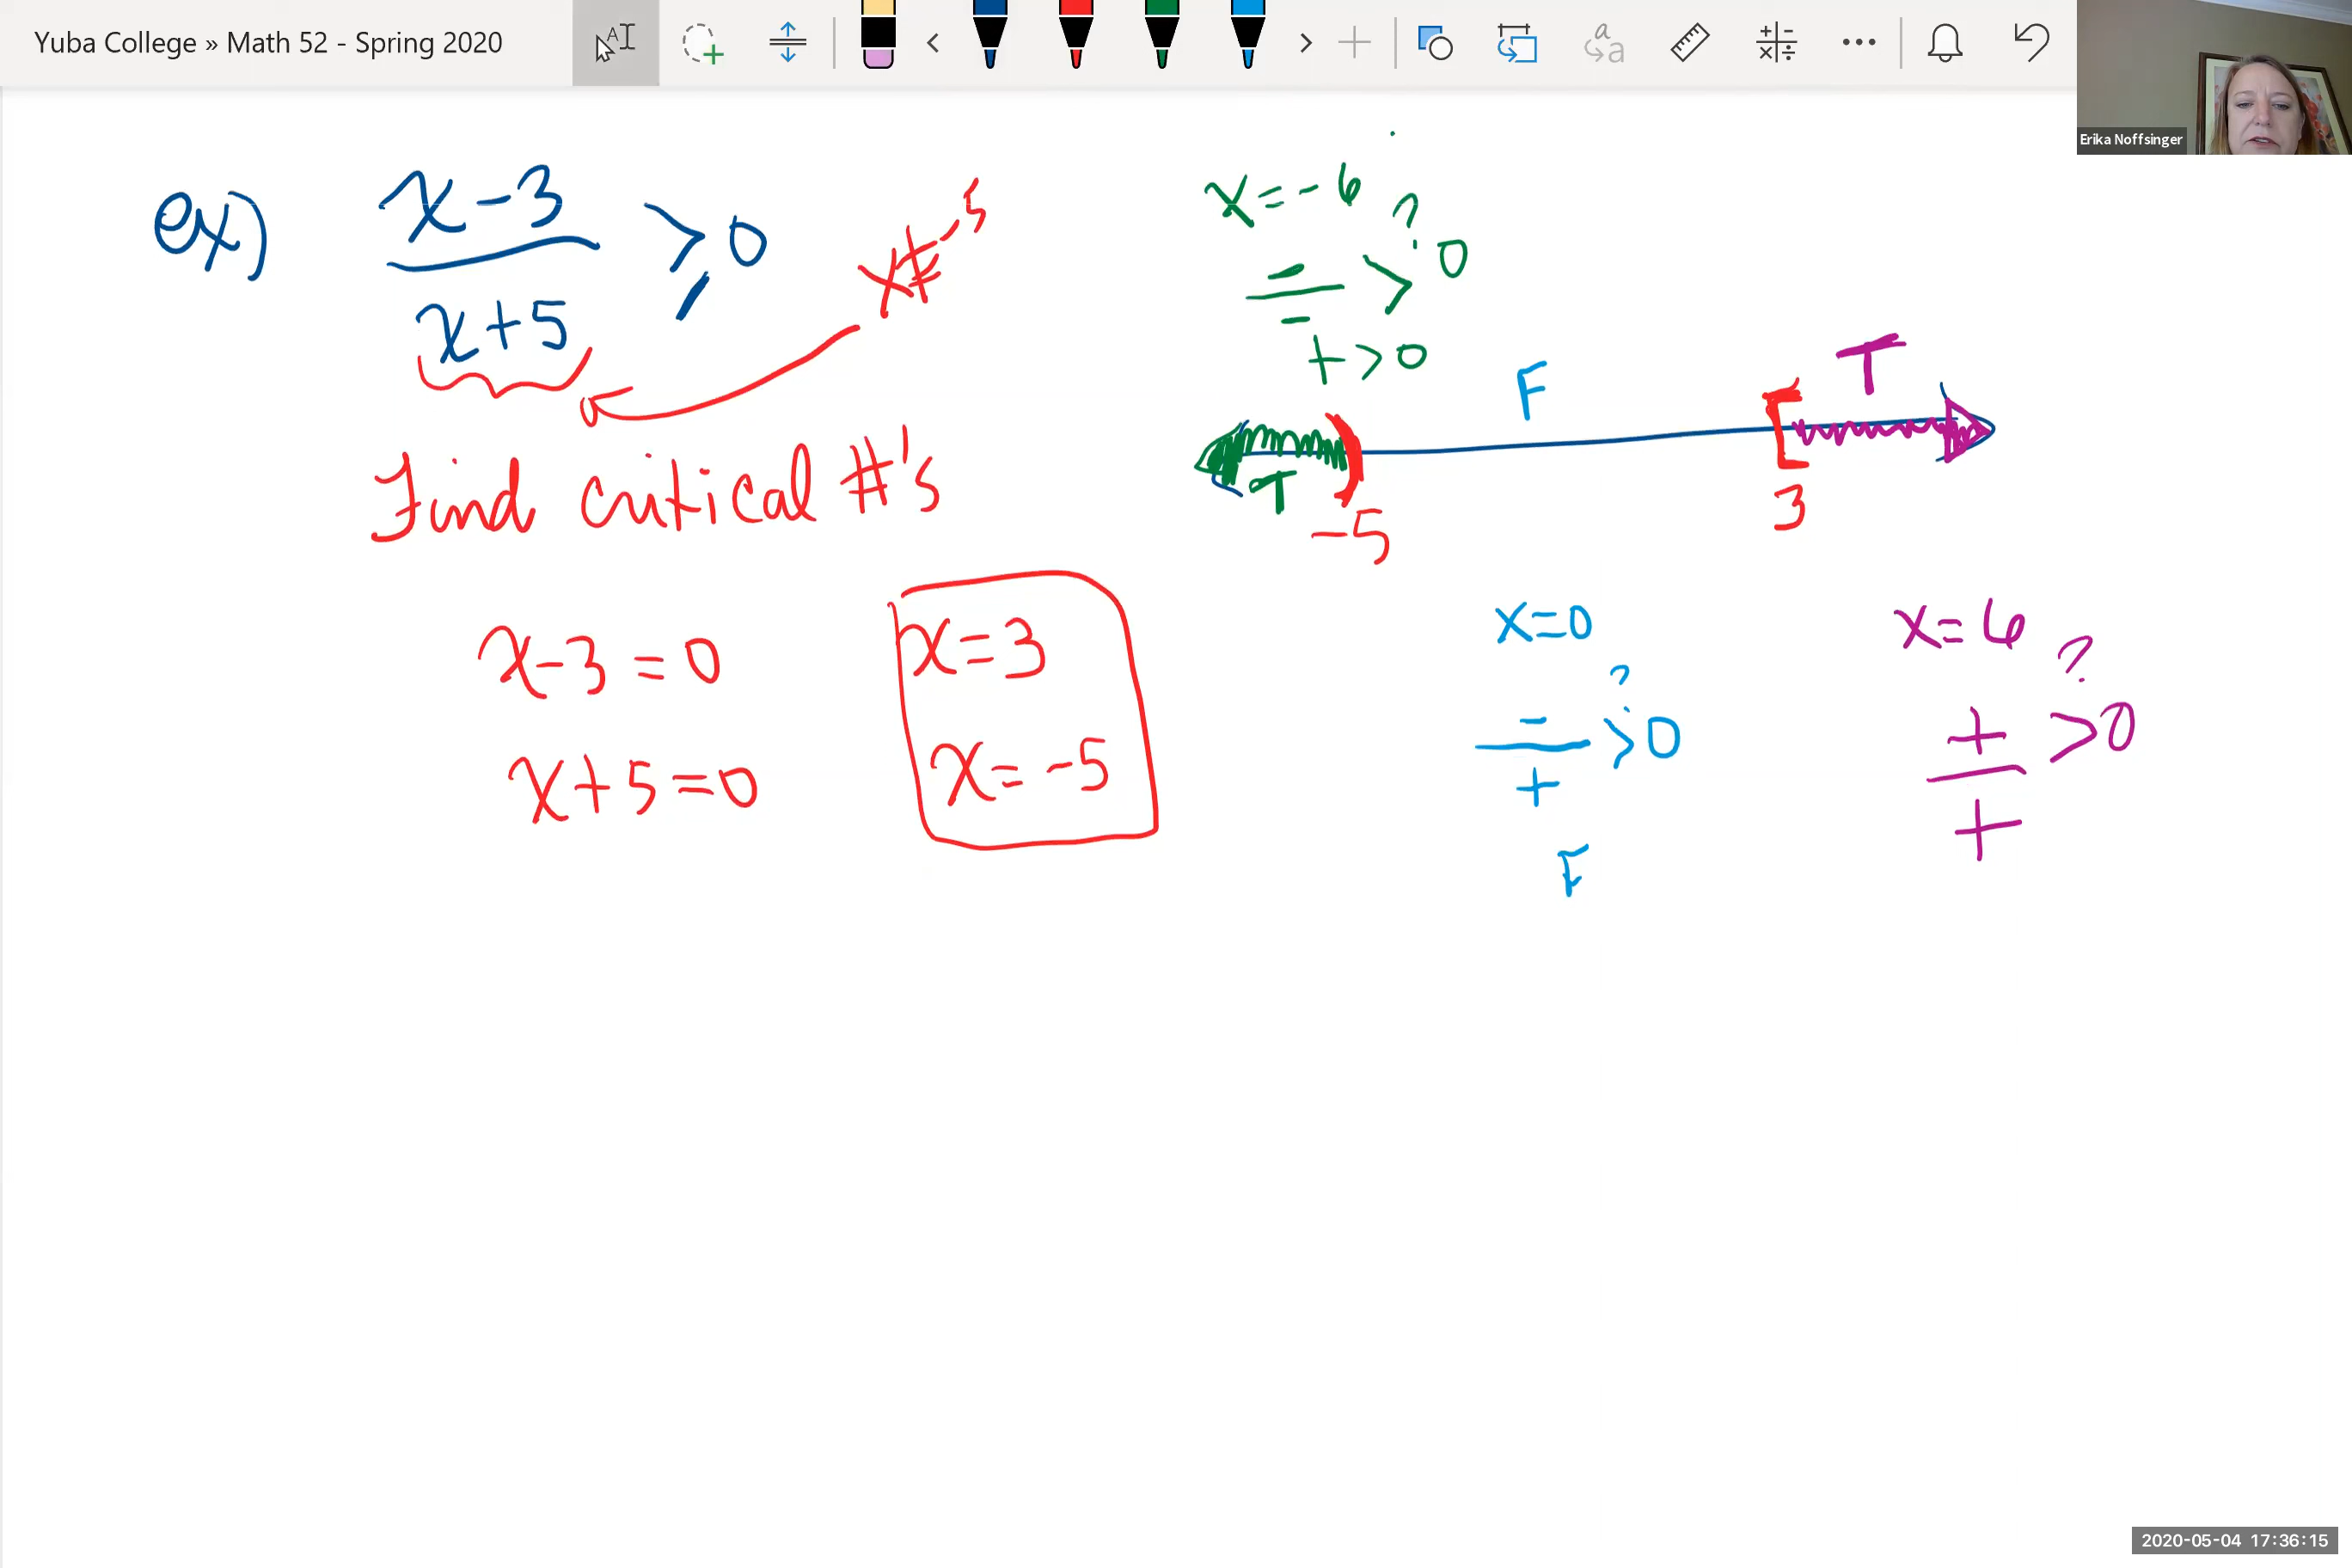 Yuba College » Math 52 - Spring 2020
Erika Noffsinger
ex) x-3 / x+5 ≥ 0
x ≠ -5
Find critical #'s
x-3=0 x=3
x+5=0 x=-5
x=-6
-/- >? 0
+ > 0
T F T
-5 3
x=0
-/+ >? 0
F
x=6
+/+ >? 0
2020-05-04 17:36:15